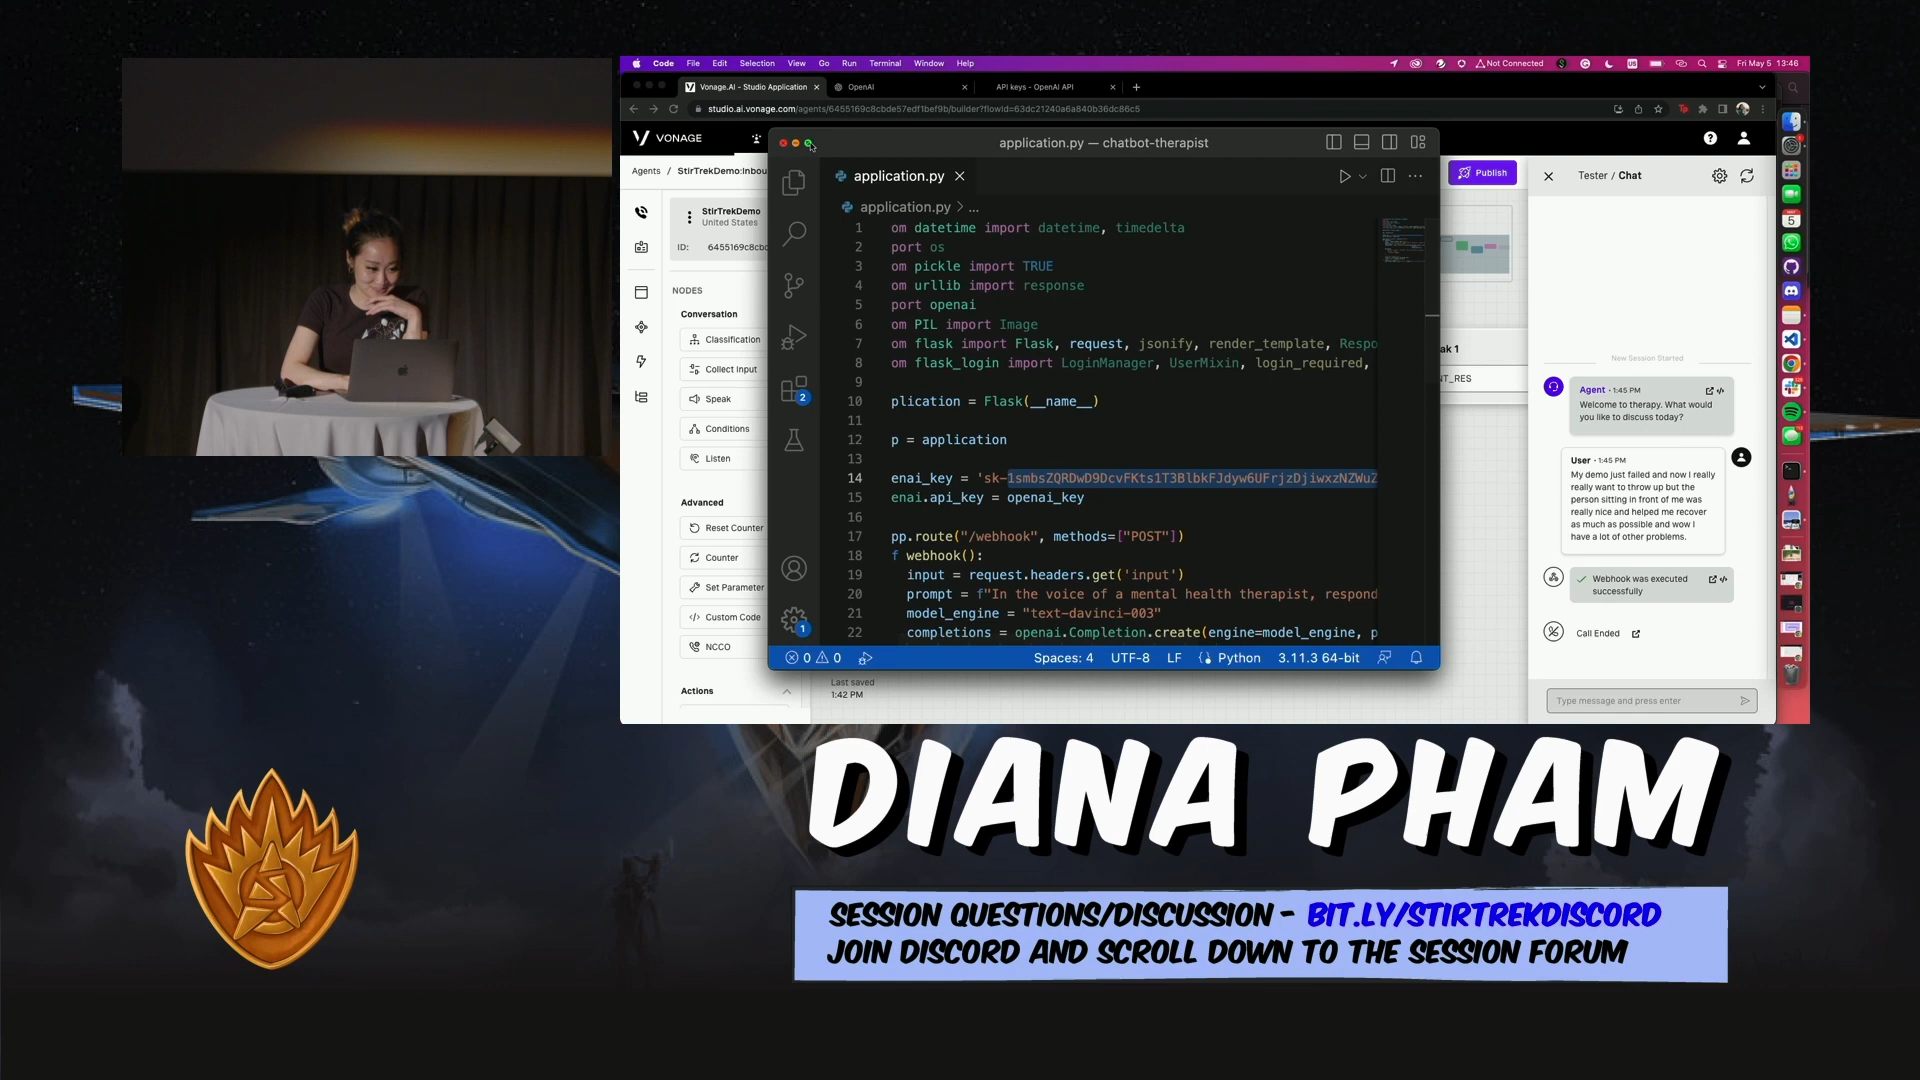 Code File Edit Selection View Go Run Terminal Window Help
Not Connected
US
Fri May 5 13:46
Vonage.AI - Studio Application
OpenAI
API keys - OpenAI API
studio.ai.vonage.com/agents/6455169c8cbde57edf1bef9b/builder?flowId=63dc21240a6a840b36dc86c5
VONAGE
Agents / StirTrekDemo:Inbou
StirTrekDemo
United States
ID: 6455169c8cbd
NODES
Conversation
Classification
Collect Input
Speak
Conditions
Listen
Advanced
Reset Counter
Counter
Set Parameter
Custom Code
NCCO
Actions
Last saved
1:42 PM
application.py — chatbot-therapist
application.py
application.py > ...
1 om datetime import datetime, timedelta
2 port os
3 om pickle import TRUE
4 om urllib import response
5 port openai
6 om PIL import Image
7 om flask import Flask, request, jsonify, render_template, Respo
8 om flask_login import LoginManager, UserMixin, login_required,
9
10 plication = Flask(__name__)
11
12 p = application
13
14 enai_key = 'sk-
15 enai.api_key = openai_key
16
17 pp.route("/webhook", methods=["POST"])
18 f webhook():
19 input = request.headers.get('input')
20 prompt = f"In the voice of a mental health therapist, respond
21 model_engine = "text-davinci-003"
22 completions = openai.Completion.create(engine=model_engine, p
2
1
0 0
Spaces: 4 UTF-8 LF Python 3.11.3 64-bit
Publish
ak 1
NT_RES
Tester / Chat
New Session Started
Agent • 1:45 PM
Welcome to therapy. What would
you like to discuss today?
User • 1:45 PM
My demo just failed and now I really
really want to throw up but the
person sitting in front of me was
really nice and helped me recover
as much as possible and wow I
have a lot of other problems.
Webhook was executed
successfully
Call Ended
Type message and press enter
DIANA PHAM
SESSION QUESTIONS/DISCUSSION - BIT.LY/STIRTREKDISCORD
JOIN DISCORD AND SCROLL DOWN TO THE SESSION FORUM